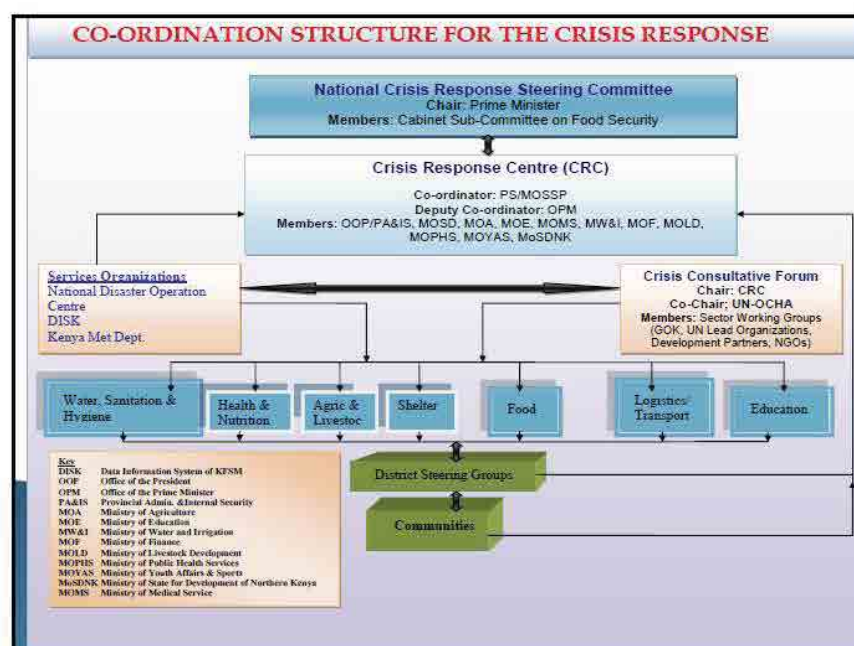 CO-ORDINATION STRUCTURE FOR THE CRISIS RESPONSE
National Crisis Response Steering Committee
Chair: Prime Minister
Members: Cabinet Sub-Committee on Food Security
Crisis Response Centre (CRC)
Co-ordinator: PS/MOSSP
Deputy Co-ordinator: OPM
Members: OOP/PA&IS, MOSD, MOA, MOE, MOMS, MW&I, MOF, MOLD,
MOPHS, MOYAS, MoSDNK
Services Organizations
National Disaster Operation
Centre
DISK
Kenya Met Dept.
Crisis Consultative Forum
Chair: CRC
Co-Chair; UN-OCHA
Members: Sector Working Groups
(GOK, UN Lead Organizations,
Development Partners, NGOs)
Water, Sanitation &
Hygiene
Health &
Nutrition
Agric &
Livestoc
Shelter
Food
Logistics/
Transport
Education
District Steering Groups
Communities
Key
DISK Data Information System of KFSM
OOP Office of the President
OPM Office of the Prime Minister
PA&IS Provincial Admin. &Internal Security
MOA Ministry of Agriculture
MOE Ministry of Education
MW&I Ministry of Water and Irrigation
MOF Ministry of Finance
MOLD Ministry of Livestock Development
MOPHS Ministry of Public Health Services
MOYAS Ministry of Youth Affairs & Sports
MoSDNK Ministry of State for Development of Northern Kenya
MOMS Ministry of Medical Service